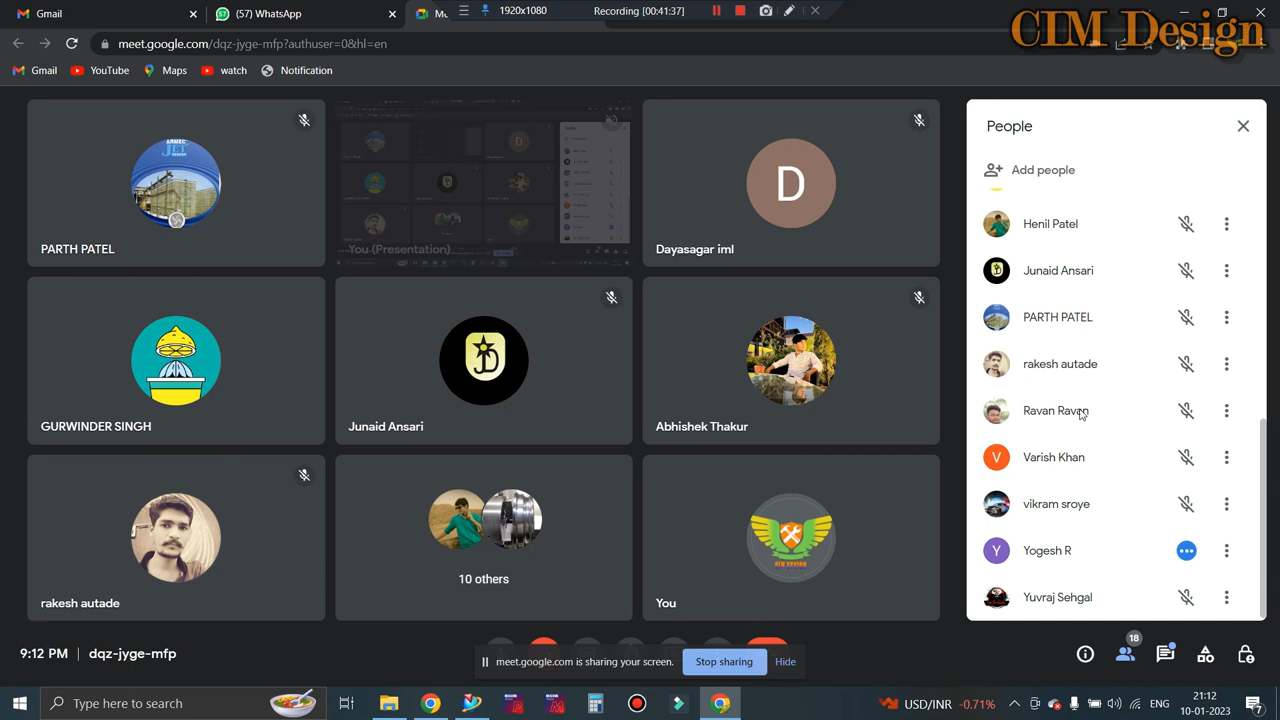 Gmail
(57) WhatsApp
1920x1080
Recording [00:41:37]
CIM Design
meet.google.com/dqz-jyge-mfp?authuser=0&hl=en
Gmail
YouTube
Maps
watch
Notification
PARTH PATEL
You (Presentation)
D
Dayasagar iml
GURWINDER SINGH
Junaid Ansari
Abhishek Thakur
rakesh autade
10 others
You
People
Add people
Henil Patel
Junaid Ansari
PARTH PATEL
rakesh autade
Ravan Ravan
V Varish Khan
vikram sroye
Y Yogesh R
Yuvraj Sehgal
9:12 PM | dqz-jyge-mfp
meet.google.com is sharing your screen.
Stop sharing
Hide
18
Type here to search
USD/INR -0.71%
ENG
21:12
10-01-2023
7